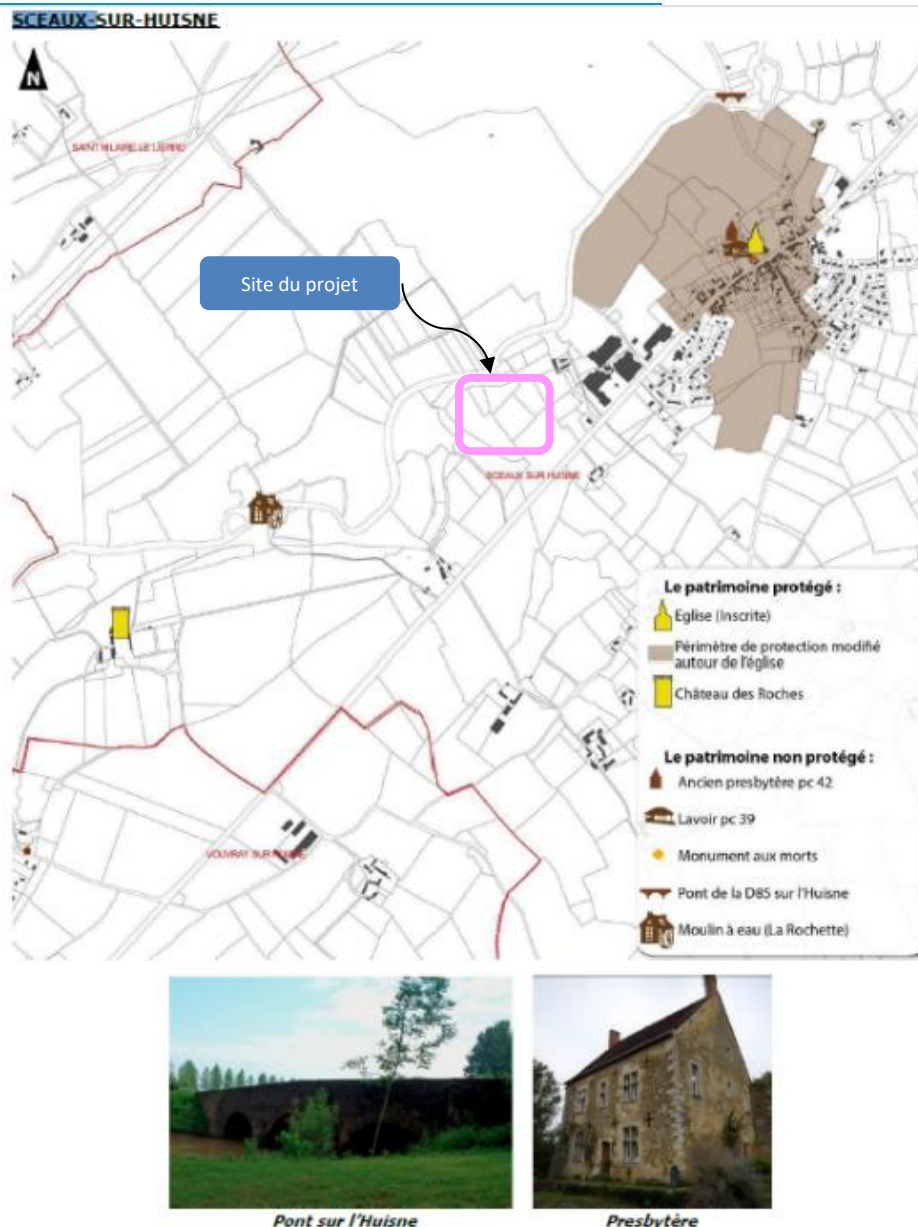 SCEAUX-SUR-HUISNE
N
SAINT HILAIRE LE LIERRU
Site du projet
SCEAUX SUR HUISNE
VOUVRAY SUR HUISNE
Le patrimoine protégé :
Eglise (Inscrite)
Périmètre de protection modifié
autour de l'église
Château des Roches
Le patrimoine non protégé :
Ancien presbytère pc 42
Lavoir pc 39
Monument aux morts
Pont de la D85 sur l'Huisne
Moulin à eau (La Rochette)
Pont sur l'Huisne
Presbytère